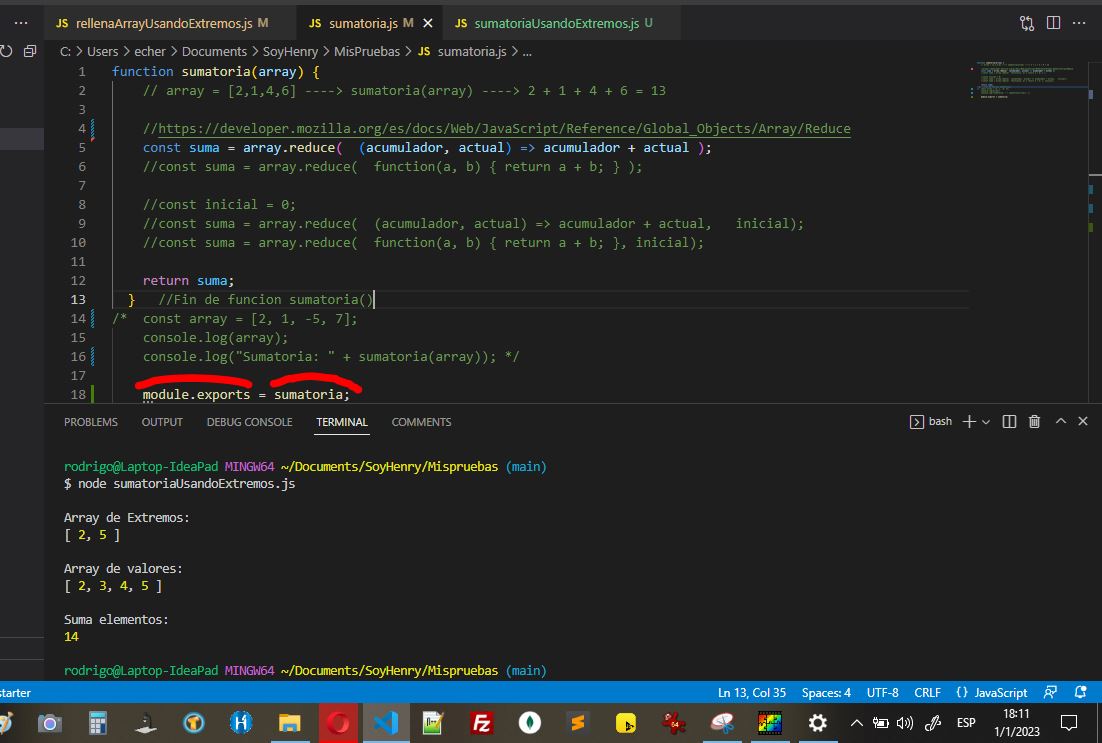 JS rellenaArrayUsandoExtremos.js M JS sumatoria.js M JS sumatoriaUsandoExtremos.js U
C: > Users > echer > Documents > SoyHenry > MisPruebas > JS sumatoria.js > ...
1 function sumatoria(array) {
2 // array = [2,1,4,6] ----> sumatoria(array) ----> 2 + 1 + 4 + 6 = 13
3
4 //https://developer.mozilla.org/es/docs/Web/JavaScript/Reference/Global_Objects/Array/Reduce
5 const suma = array.reduce(  (acumulador, actual) => acumulador + actual );
6 //const suma = array.reduce(  function(a, b) { return a + b; } );
7
8 //const inicial = 0;
9 //const suma = array.reduce(  (acumulador, actual) => acumulador + actual,   inicial);
10 //const suma = array.reduce(  function(a, b) { return a + b; }, inicial);
11
12 return suma;
13 }   //Fin de funcion sumatoria()
14 /*  const array = [2, 1, -5, 7];
15 console.log(array);
16 console.log("Sumatoria: " + sumatoria(array)); */
17
18 module.exports = sumatoria;
PROBLEMS OUTPUT DEBUG CONSOLE TERMINAL COMMENTS bash
rodrigo@Laptop-IdeaPad MINGW64 ~/Documents/SoyHenry/Mispruebas (main)
$ node sumatoriaUsandoExtremos.js
Array de Extremos:
[ 2, 5 ]
Array de valores:
[ 2, 3, 4, 5 ]
Suma elementos:
14
rodrigo@Laptop-IdeaPad MINGW64 ~/Documents/SoyHenry/Mispruebas (main)
starter Ln 13, Col 35 Spaces: 4 UTF-8 CRLF {} JavaScript
ESP 18:11
1/1/2023